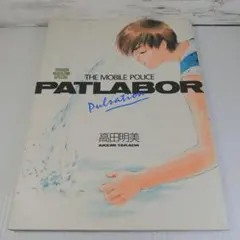 THE MOBILE POLICE
PATLABOR
Pulsation
高田明美
AKEMI TAKADA